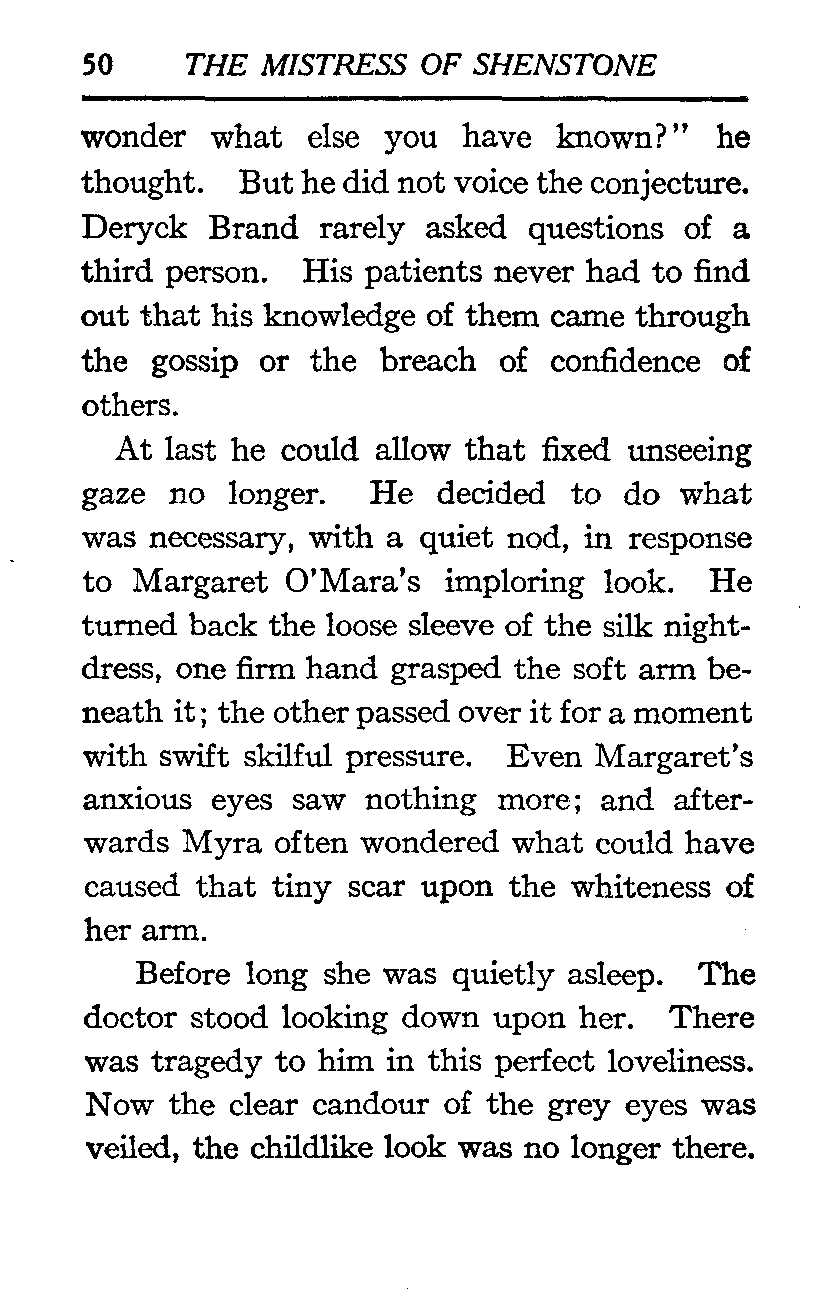 50 THE MISTRESS OF SHENSTONE
wonder what else you have known?" he
thought. But he did not voice the conjecture.
Deryck Brand rarely asked questions of a
third person. His patients never had to find
out that his knowledge of them came through
the gossip or the breach of confidence of
others.
At last he could allow that fixed unseeing
gaze no longer. He decided to do what
was necessary, with a quiet nod, in response
to Margaret O'Mara's imploring look. He
turned back the loose sleeve of the silk night-
dress, one firm hand grasped the soft arm be-
neath it; the other passed over it for a moment
with swift skilful pressure. Even Margaret's
anxious eyes saw nothing more; and after-
wards Myra often wondered what could have
caused that tiny scar upon the whiteness of
her arm.
Before long she was quietly asleep. The
doctor stood looking down upon her. There
was tragedy to him in this perfect loveliness.
Now the clear candour of the grey eyes was
veiled, the childlike look was no longer there.